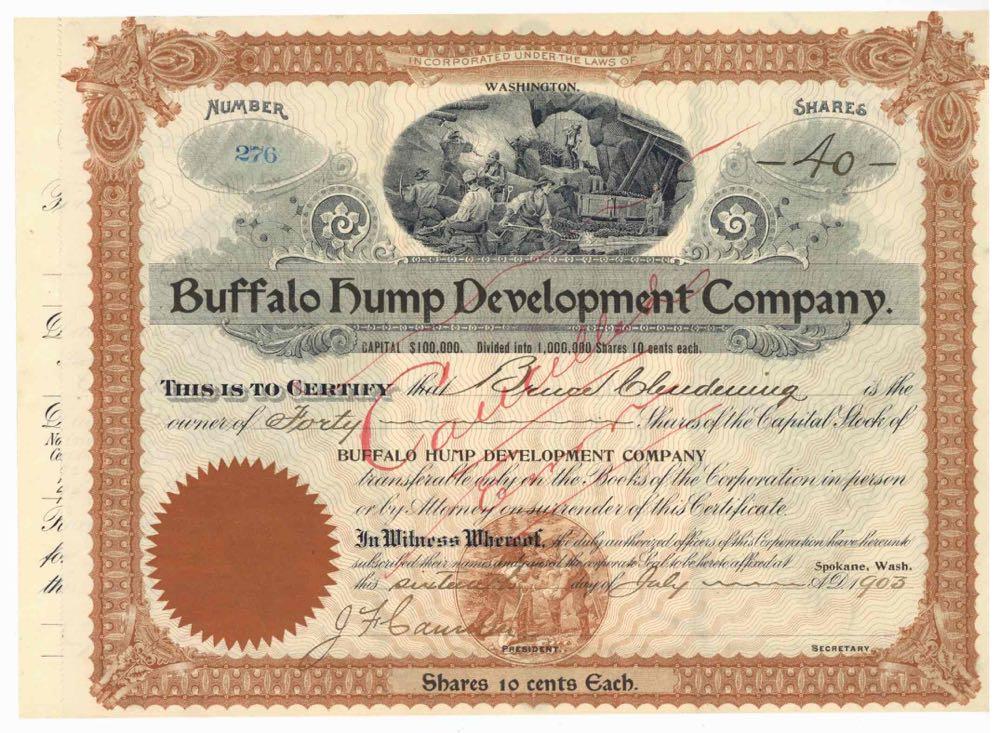 INCORPORATED UNDER THE LAWS OF
WASHINGTON.
NUMBER
SHARES
276
- 40 -
Buffalo Hump Development Company.
CAPITAL $100,000. Divided into 1,000,000 Shares 10 cents each.
THIS IS TO CERTIFY that Bruce Clendening is the
owner of Forty Shares of the Capital Stock of
BUFFALO HUMP DEVELOPMENT COMPANY
transferable only on the Books of the Corporation in person
or by Attorney on surrender of this Certificate.
Cancelled
In Witness Whereof, the duly authorized officers of this Corporation have hereunto
subscribed their names and caused the corporate Seal to be hereto affixed at Spokane, Wash.
this sixteenth day of July A.D. 1903
J F
PRESIDENT.
SECRETARY.
Shares 10 cents Each.